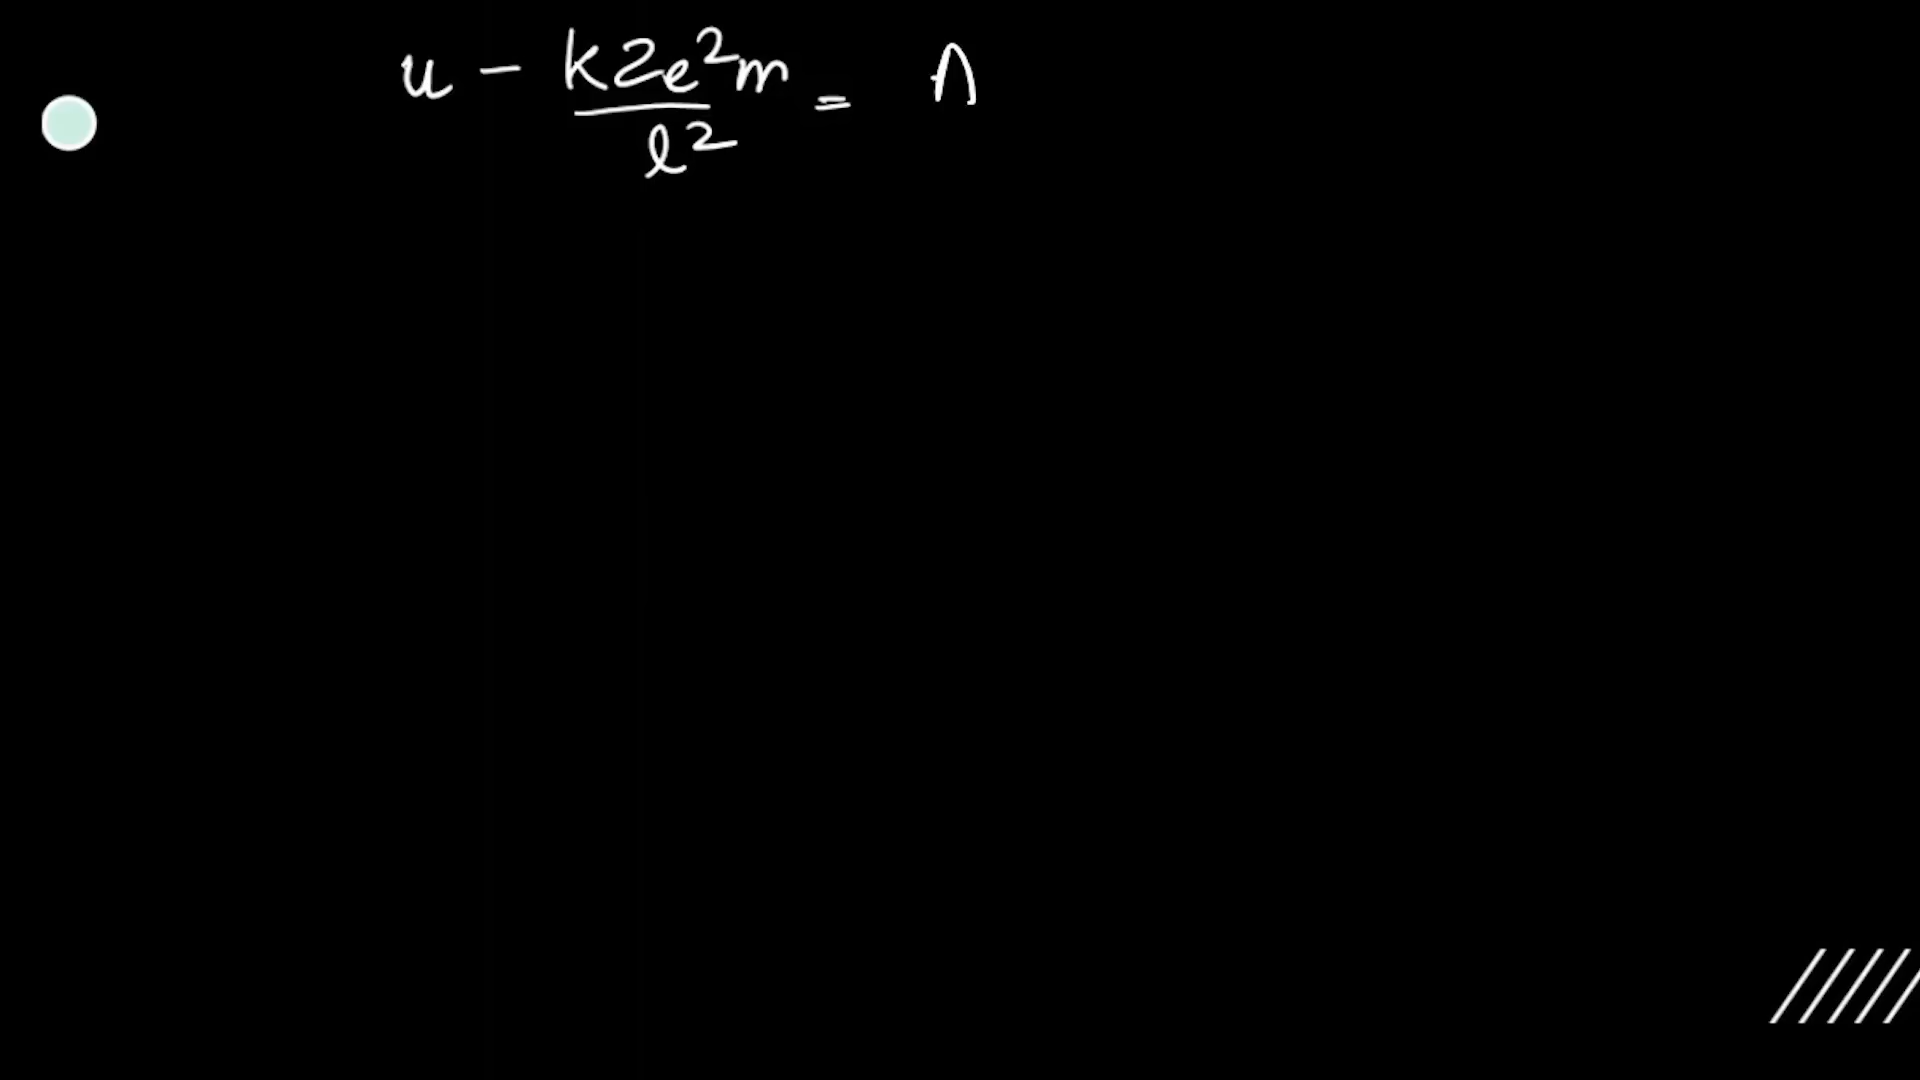 u - kZe²m/l² = A